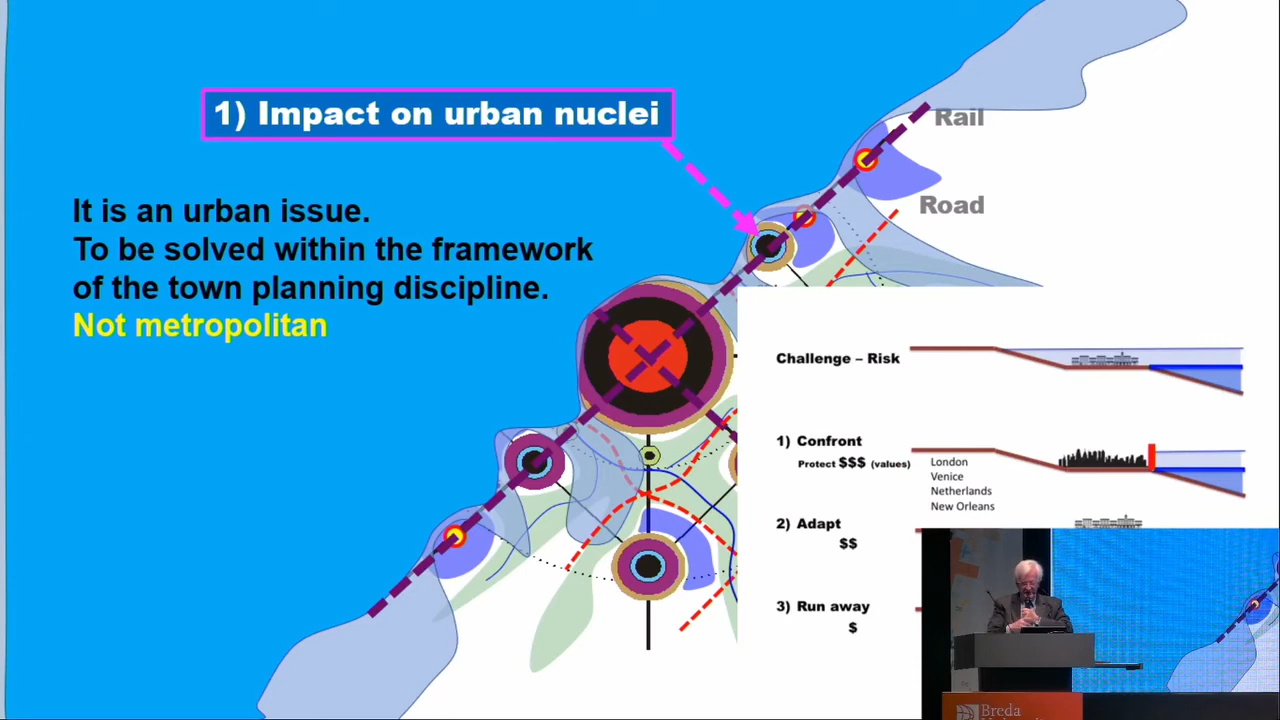 1) Impact on urban nuclei
It is an urban issue.
To be solved within the framework
of the town planning discipline.
Not metropolitan
Rail
Road
Challenge – Risk
1) Confront
Protect $$$ (values)
London
Venice
Netherlands
New Orleans
2) Adapt
$$
3) Run away
$
Breda